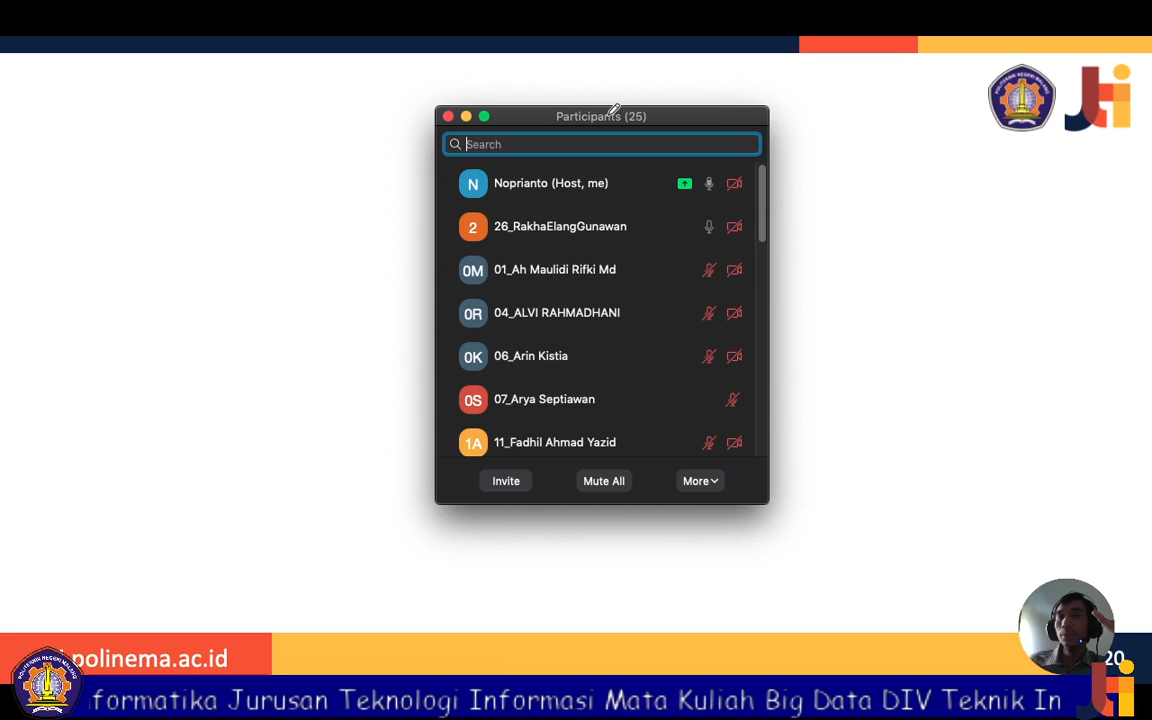 Participants (25)
Search
N Noprianto (Host, me)
2 26_RakhaElangGunawan
0M 01_Ah Maulidi Rifki Md
0R 04_ALVI RAHMADHANI
0K 06_Arin Kistia
0S 07_Arya Septiawan
1A 11_Fadhil Ahmad Yazid
Invite Mute All More
polinema.ac.id
20
formatika Jurusan Teknologi Informasi Mata Kuliah Big Data DIV Teknik In